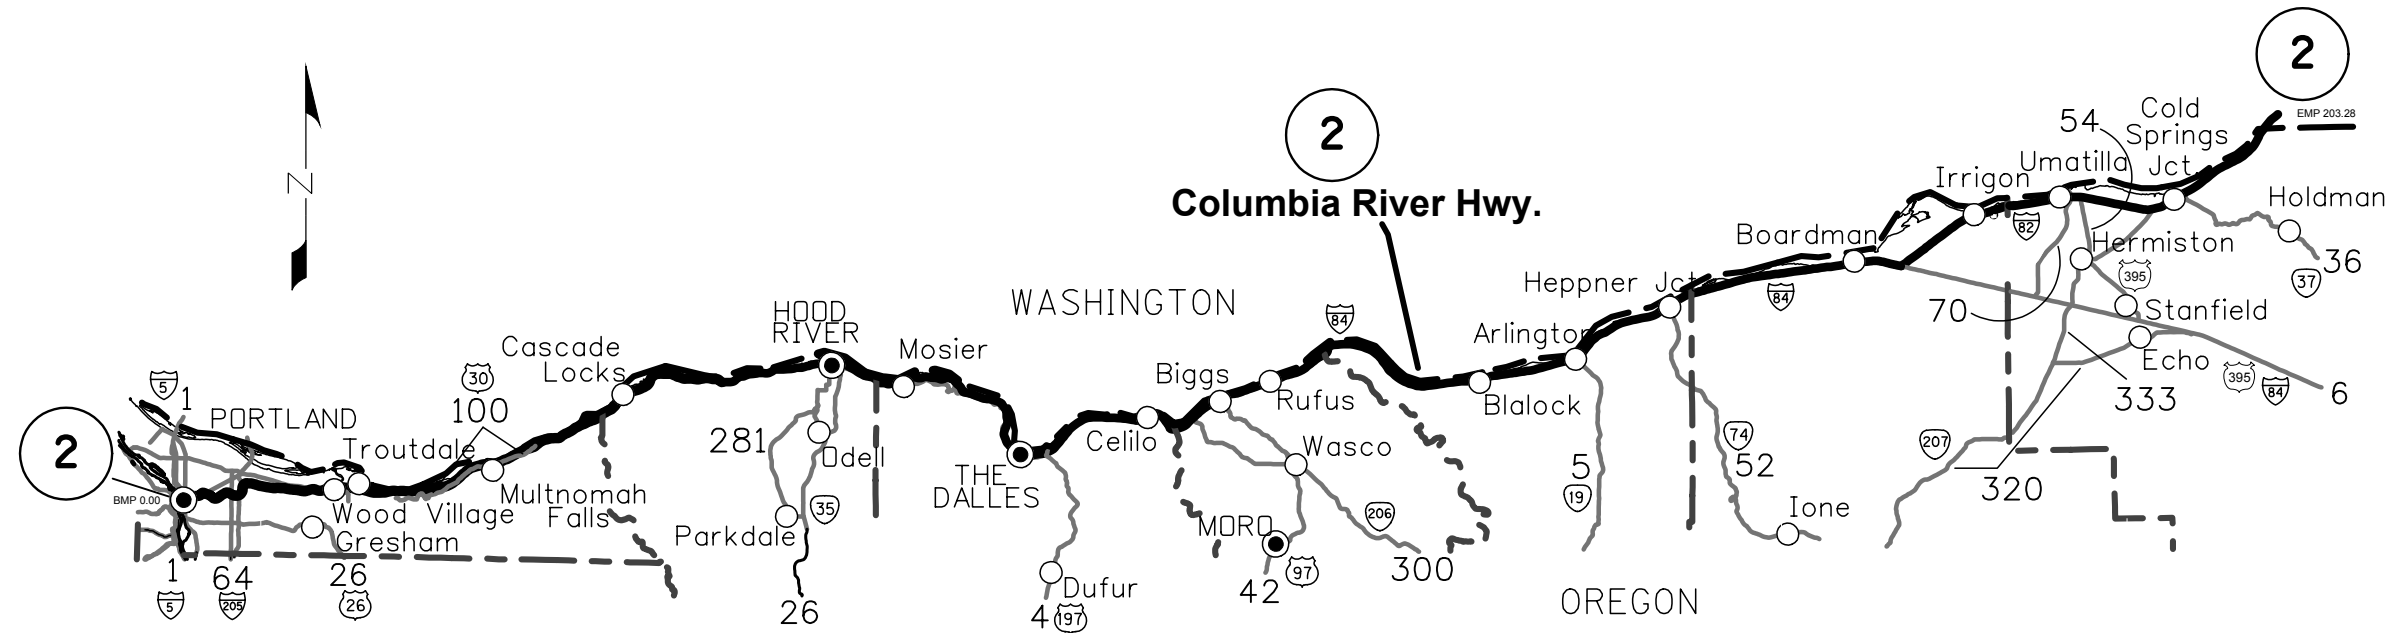 2
EMP 203.28
Cold
Springs
Jct.
54
2
Columbia River Hwy.
Umatilla
Irrigon
82
Holdman
36
37
Hermiston
395
Boardman
Stanfield
70
Echo
395
84
6
333
207
320
Heppner Jct.
84
WASHINGTON
84
Arlington
Blalock
74
52
5
19
Ione
OREGON
HOOD
RIVER
Mosier
Biggs
Rufus
Celilo
Wasco
206
300
MORO
42
97
THE
DALLES
Dufur
4
197
N
Cascade
Locks
30
100
281
Odell
35
Parkdale
26
5
1
PORTLAND
Troutdale
2
BMP 0.00
Multnomah
Falls
Wood Village
Gresham
1
5
64
205
26
26